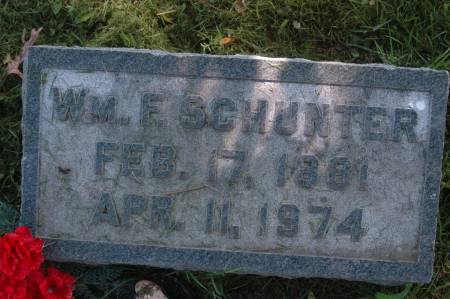 Wm. F. SCHUNTER
FEB. 17, 1881
APR. 11, 1974